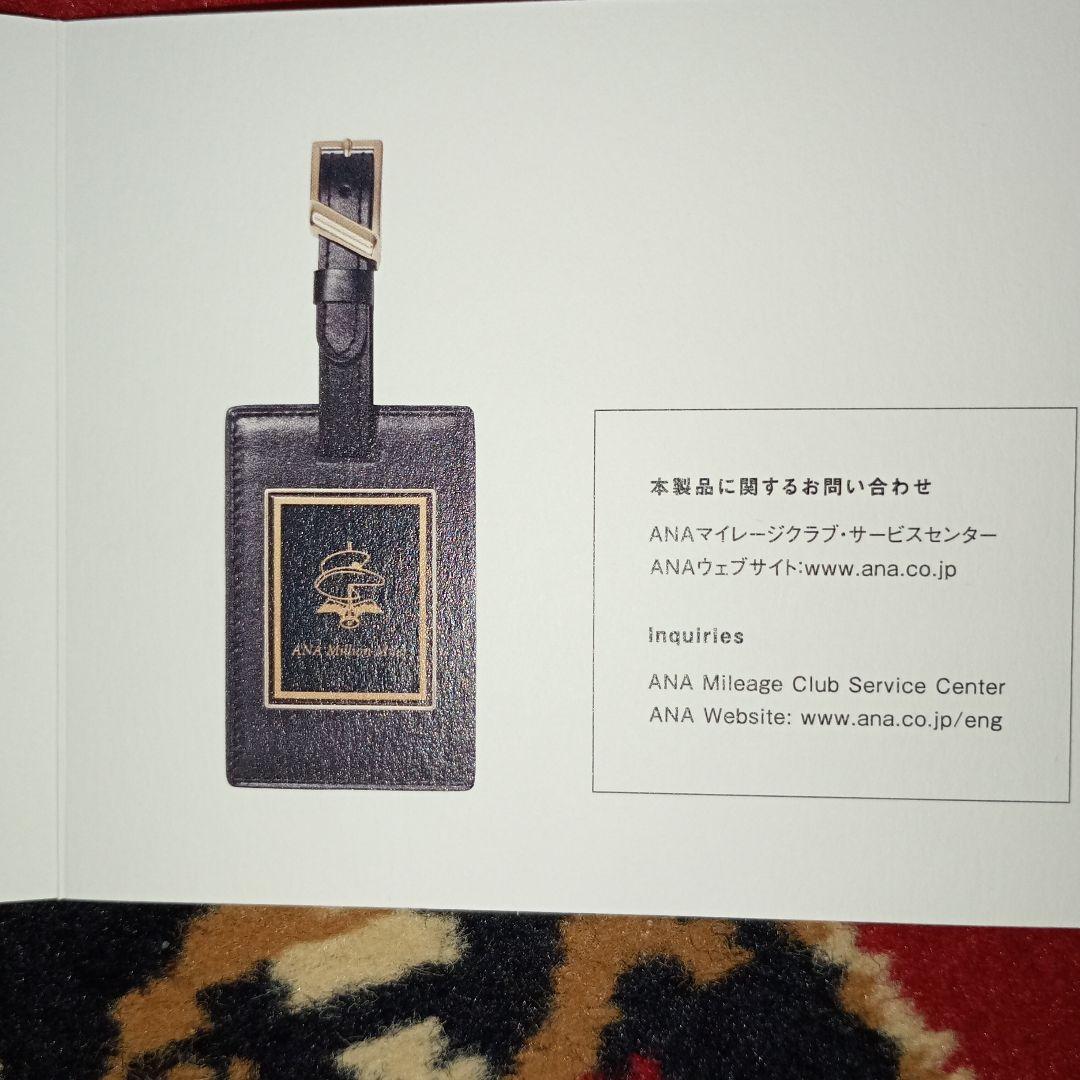 ANA Million Miler
本製品に関するお問い合わせ
ANAマイレージクラブ・サービスセンター
ANAウェブサイト:www.ana.co.jp
Inquiries
ANA Mileage Club Service Center
ANA Website: www.ana.co.jp/eng